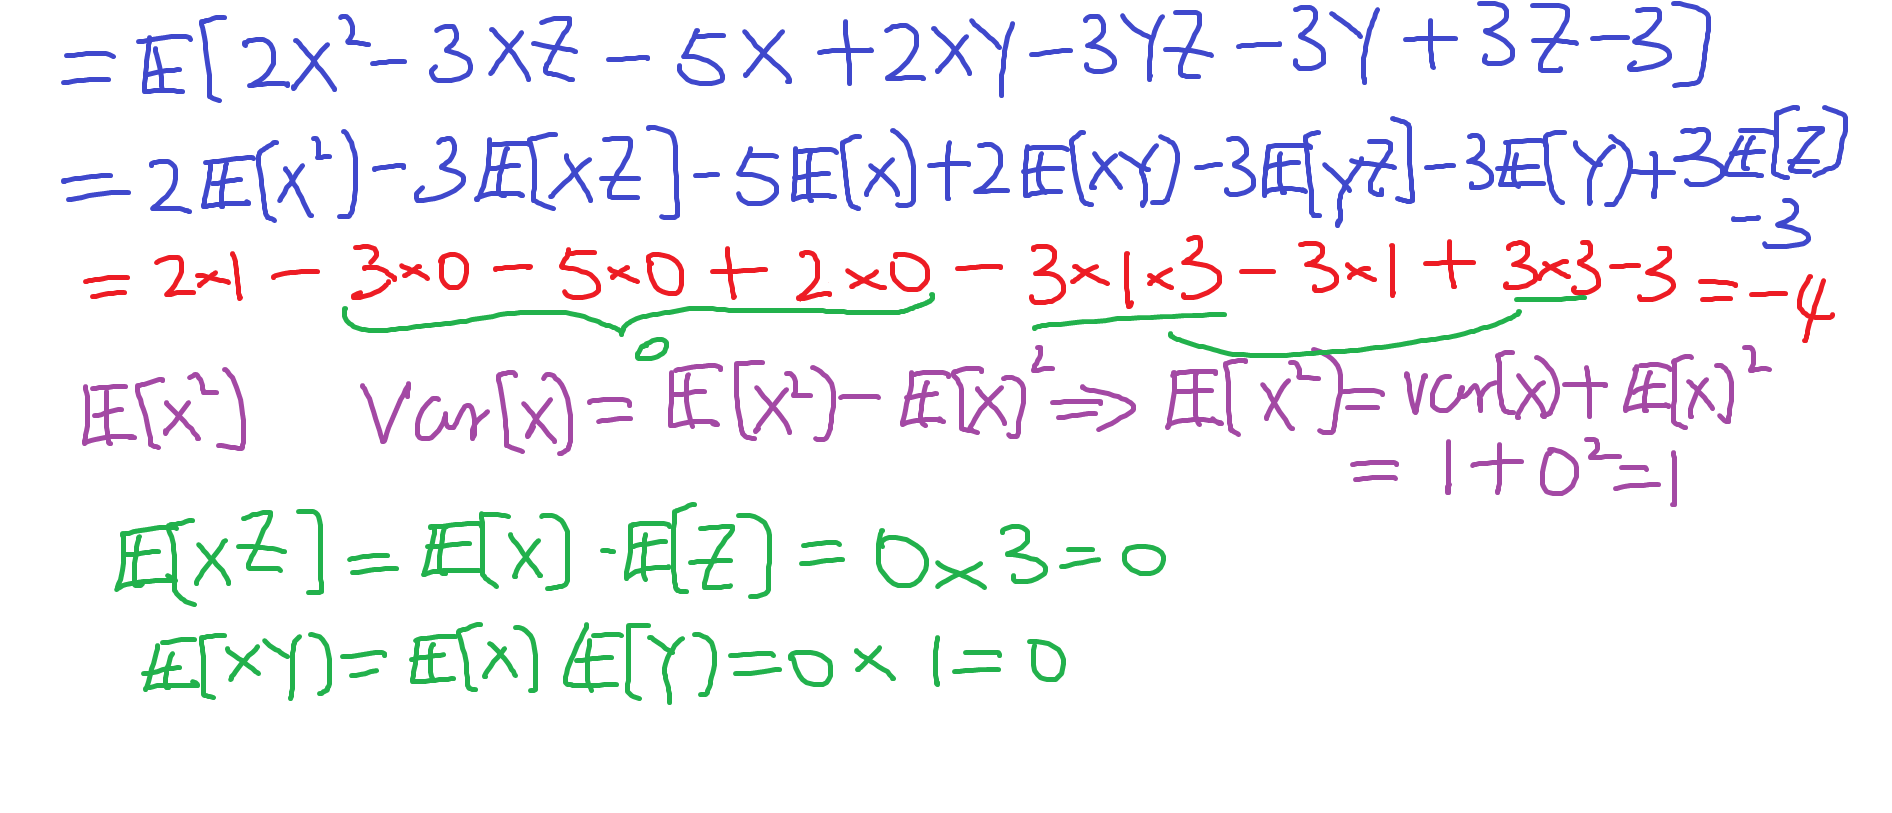 = 𝔼[2X² - 3XZ - 5X + 2XY - 3YZ - 3Y + 3Z - 3]
= 2𝔼[X²] - 3𝔼[XZ] - 5𝔼[X] + 2𝔼[XY] - 3𝔼[YZ] - 3𝔼[Y] + 3𝔼[Z]
- 3
= 2×1 - 3×0 - 5×0 + 2×0 - 3×1×3 - 3×1 + 3×3 - 3 = -4
0
𝔼[X²] Var[X] = 𝔼[X²] - 𝔼[X]² ⇒ 𝔼[X²] = Var[X] + 𝔼[X]²
= 1 + 0² = 1
𝔼[XZ] = 𝔼[X] · 𝔼[Z] = 0 × 3 = 0
𝔼[XY] = 𝔼[X] 𝔼[Y] = 0 × 1 = 0